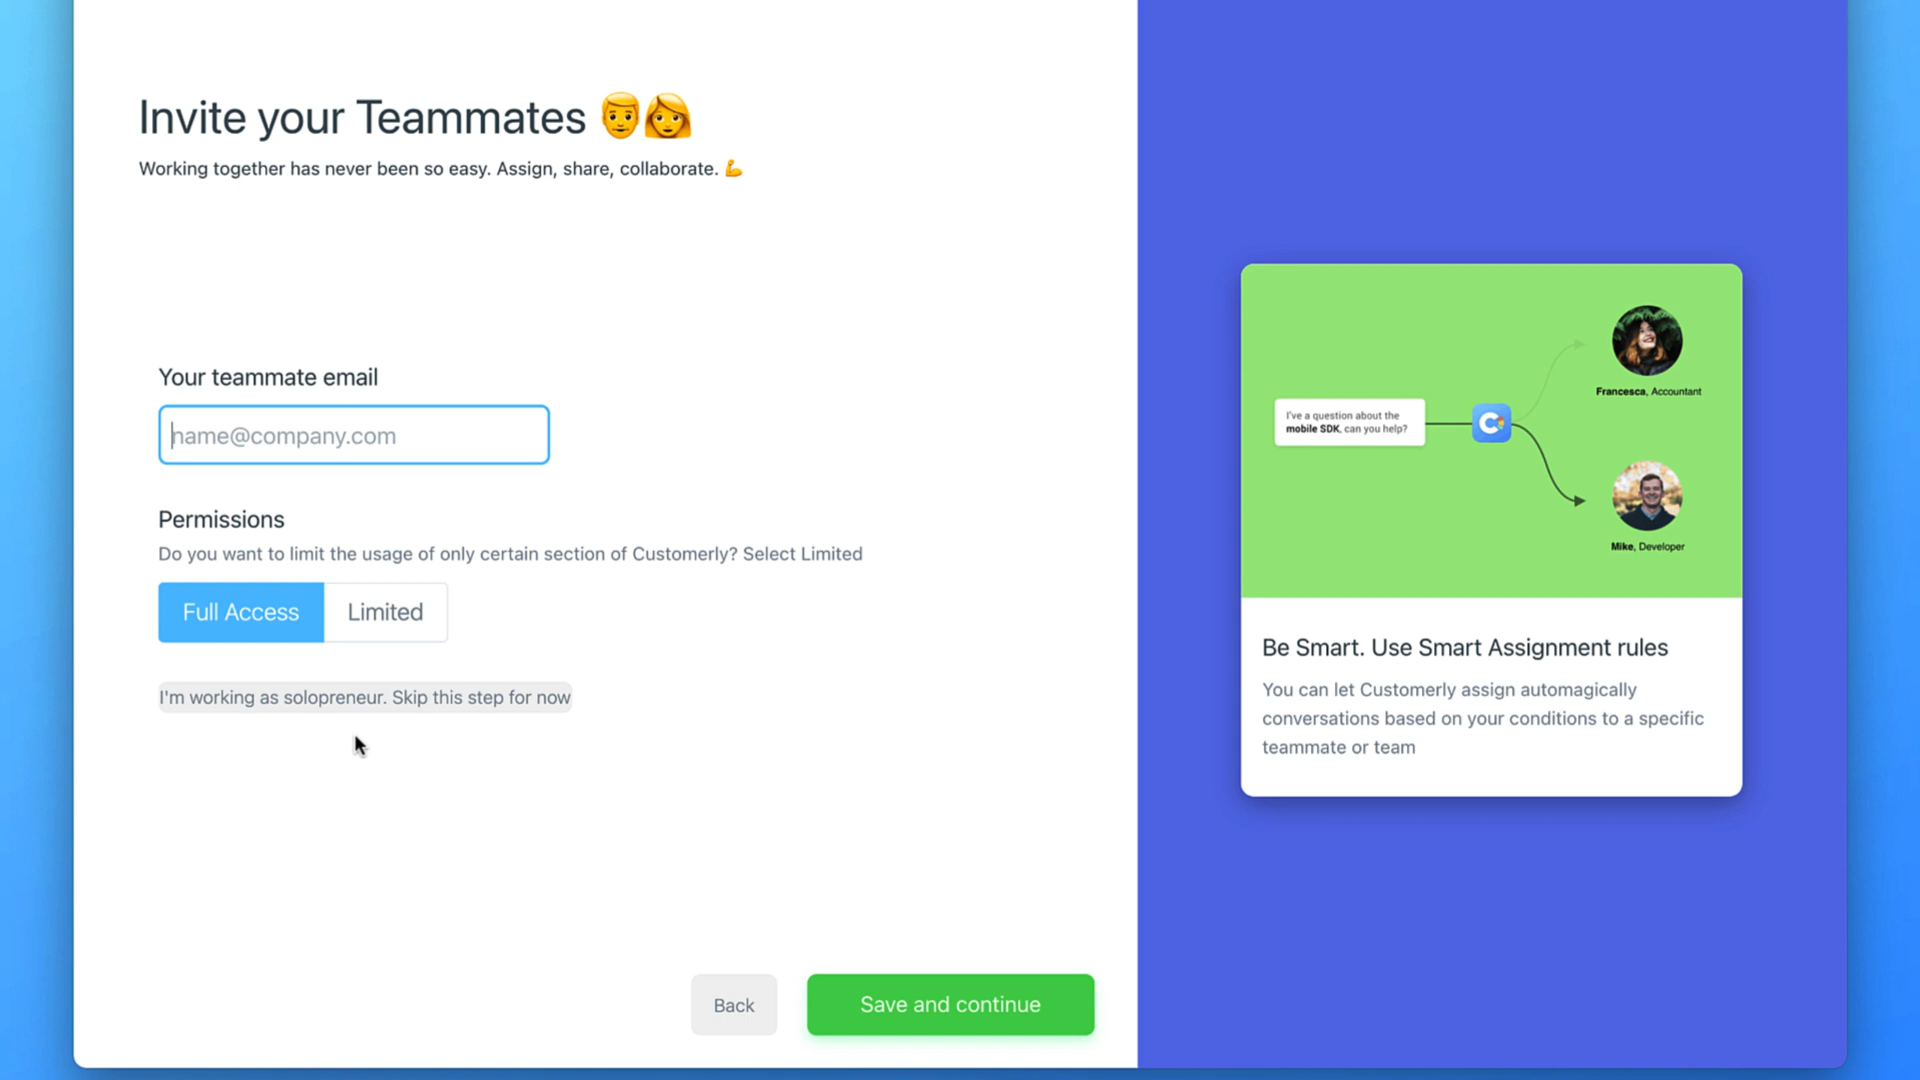 Invite your Teammates 👨👩
Working together has never been so easy. Assign, share, collaborate. 💪
Your teammate email
name@company.com
Permissions
Do you want to limit the usage of only certain section of Customerly? Select Limited
Full Access
Limited
I'm working as solopreneur. Skip this step for now
Back
Save and continue
Francesca, Accountant
I've a question about the
mobile SDK, can you help?
Mike, Developer
Be Smart. Use Smart Assignment rules
You can let Customerly assign automagically
conversations based on your conditions to a specific
teammate or team